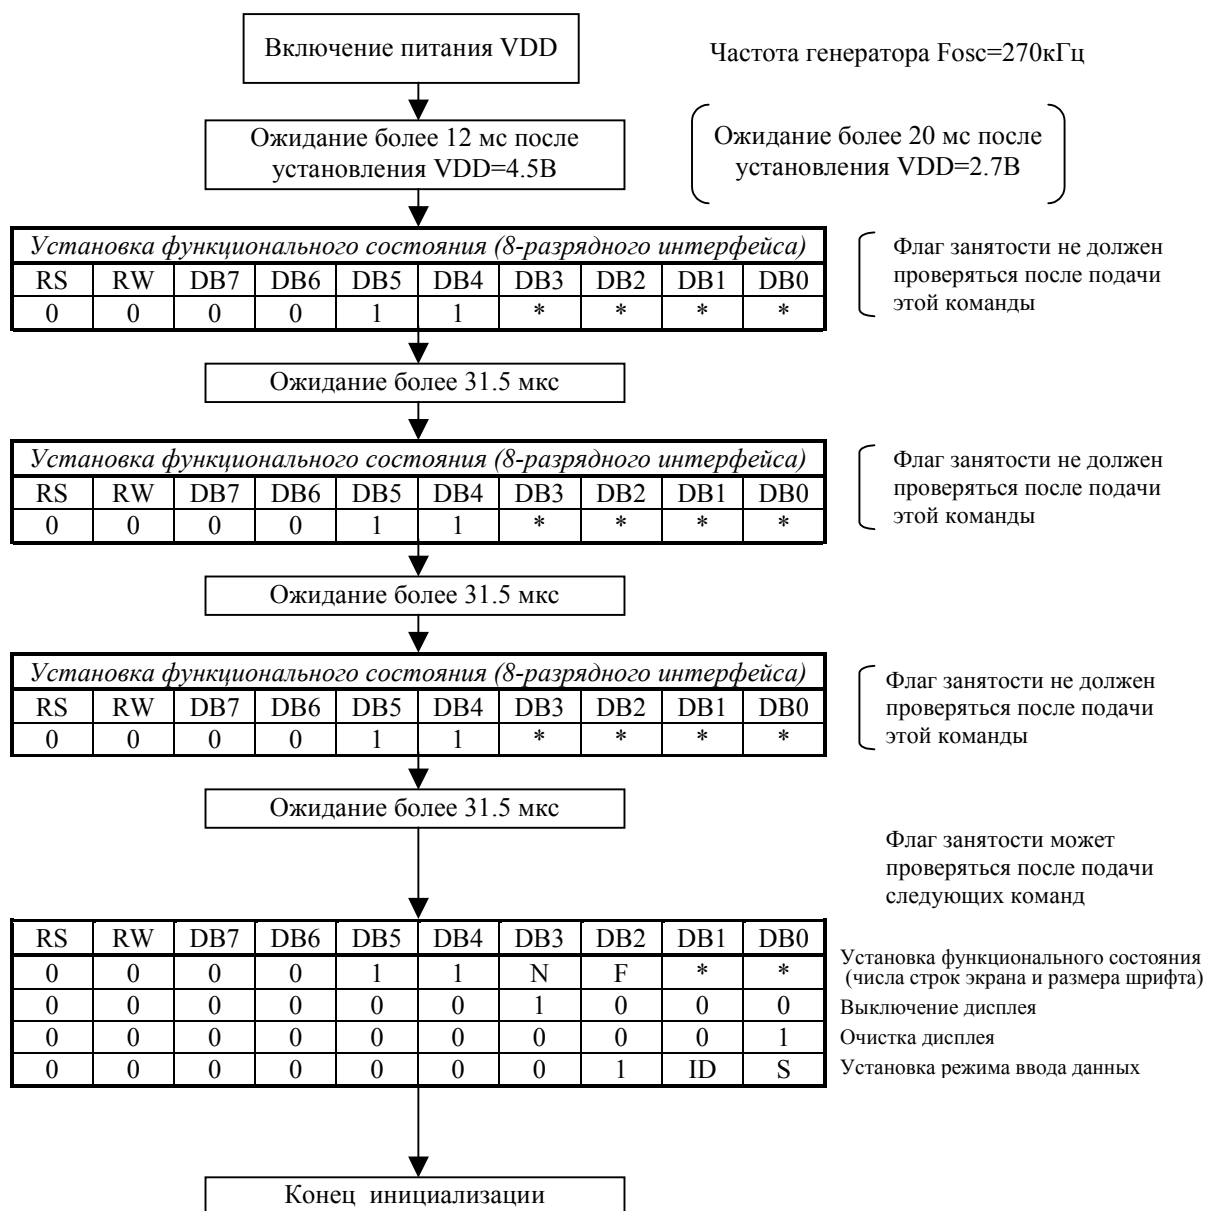 Включение питания VDD
Частота генератора Fosc=270кГц
Ожидание более 12 мс после
установления VDD=4.5В
Ожидание более 20 мс после
установления VDD=2.7В
Установка функционального состояния (8-разрядного интерфейса)
RS RW DB7 DB6 DB5 DB4 DB3 DB2 DB1 DB0
0 0 0 0 1 1 * * * *
Флаг занятости не должен
проверяться после подачи
этой команды
Ожидание более 31.5 мкс
Установка функционального состояния (8-разрядного интерфейса)
RS RW DB7 DB6 DB5 DB4 DB3 DB2 DB1 DB0
0 0 0 0 1 1 * * * *
Флаг занятости не должен
проверяться после подачи
этой команды
Ожидание более 31.5 мкс
Установка функционального состояния (8-разрядного интерфейса)
RS RW DB7 DB6 DB5 DB4 DB3 DB2 DB1 DB0
0 0 0 0 1 1 * * * *
Флаг занятости не должен
проверяться после подачи
этой команды
Ожидание более 31.5 мкс
Флаг занятости может
проверяться после подачи
следующих команд
RS RW DB7 DB6 DB5 DB4 DB3 DB2 DB1 DB0
0 0 0 0 1 1 N F * *
Установка функционального состояния
(числа строк экрана и размера шрифта)
0 0 0 0 0 0 1 0 0 0
Выключение дисплея
0 0 0 0 0 0 0 0 0 1
Очистка дисплея
0 0 0 0 0 0 0 1 ID S
Установка режима ввода данных
Конец инициализации